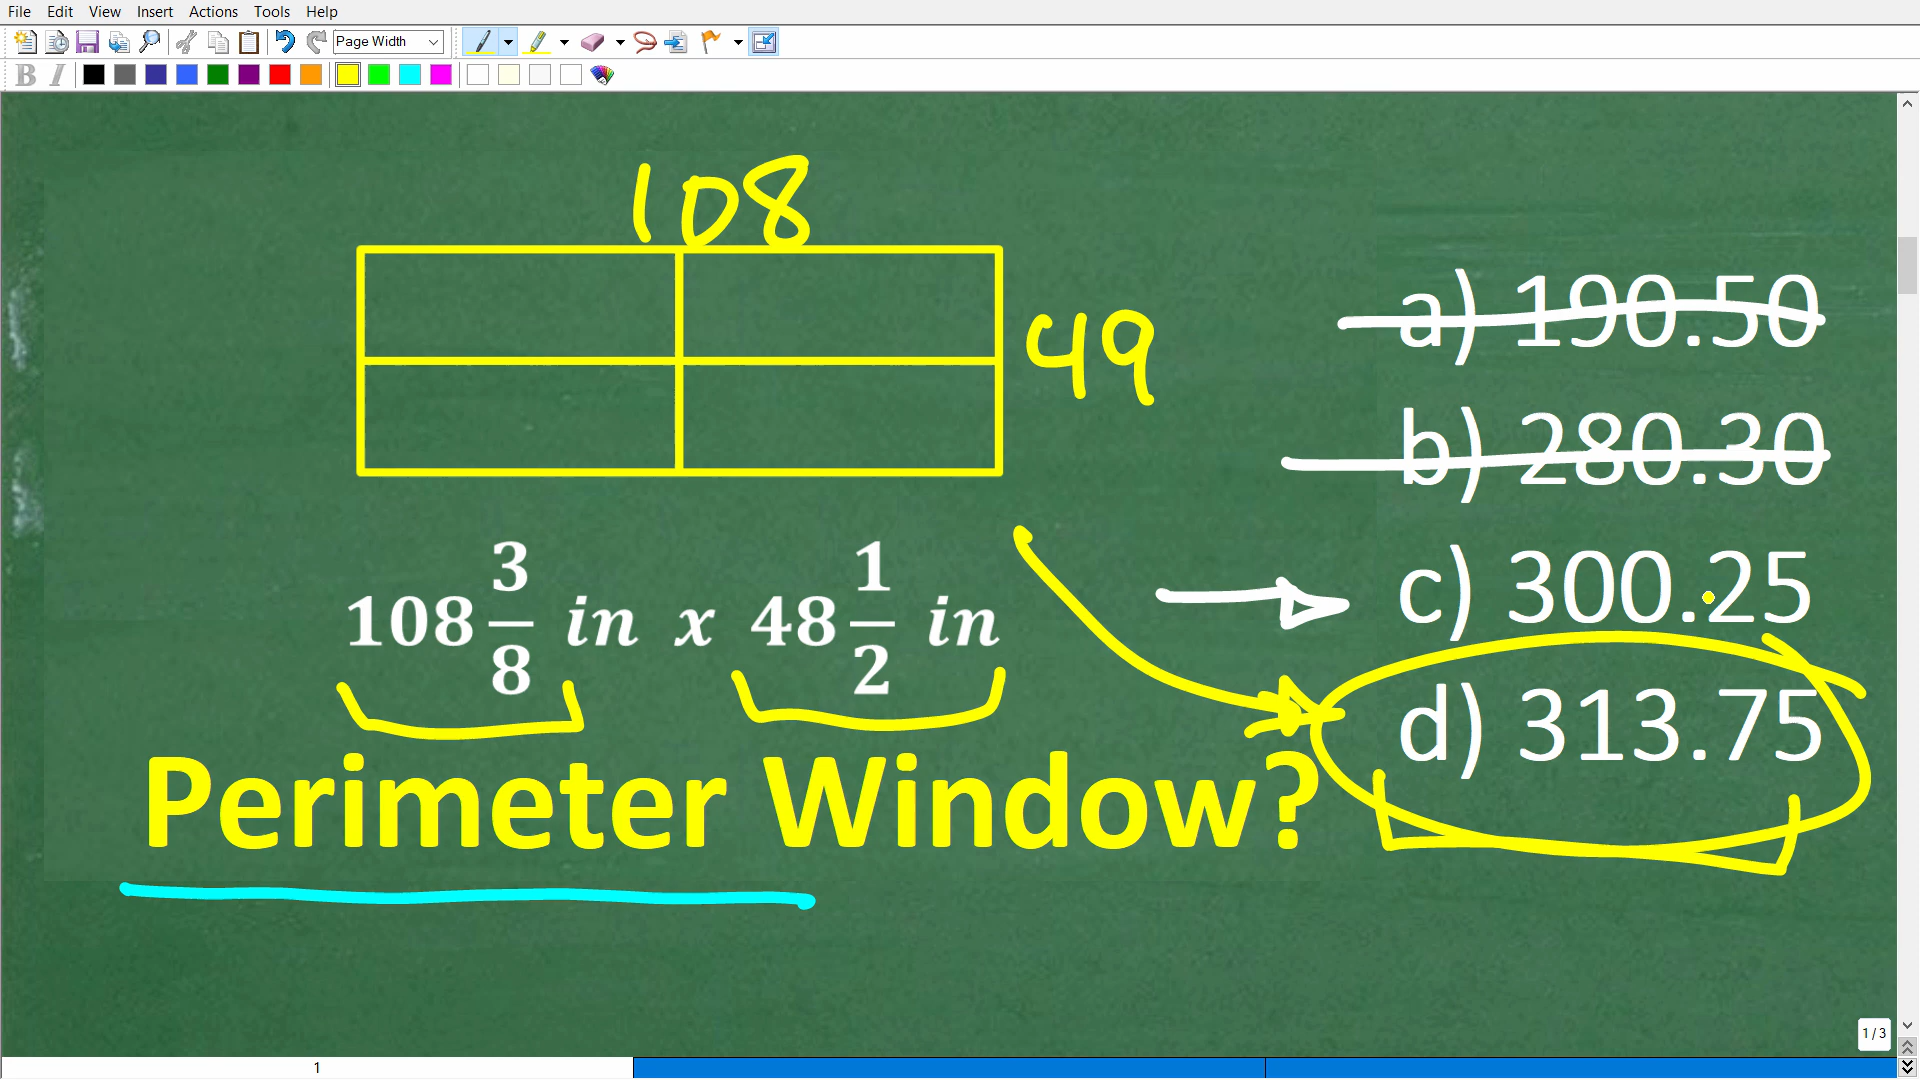 File Edit View Insert Actions Tools Help
Page Width
B I
108
49
a) 190.50
b) 280.30
c) 300.25
d) 313.75
108 3/8 in x 48 1/2 in
Perimeter Window?
1 / 3
1